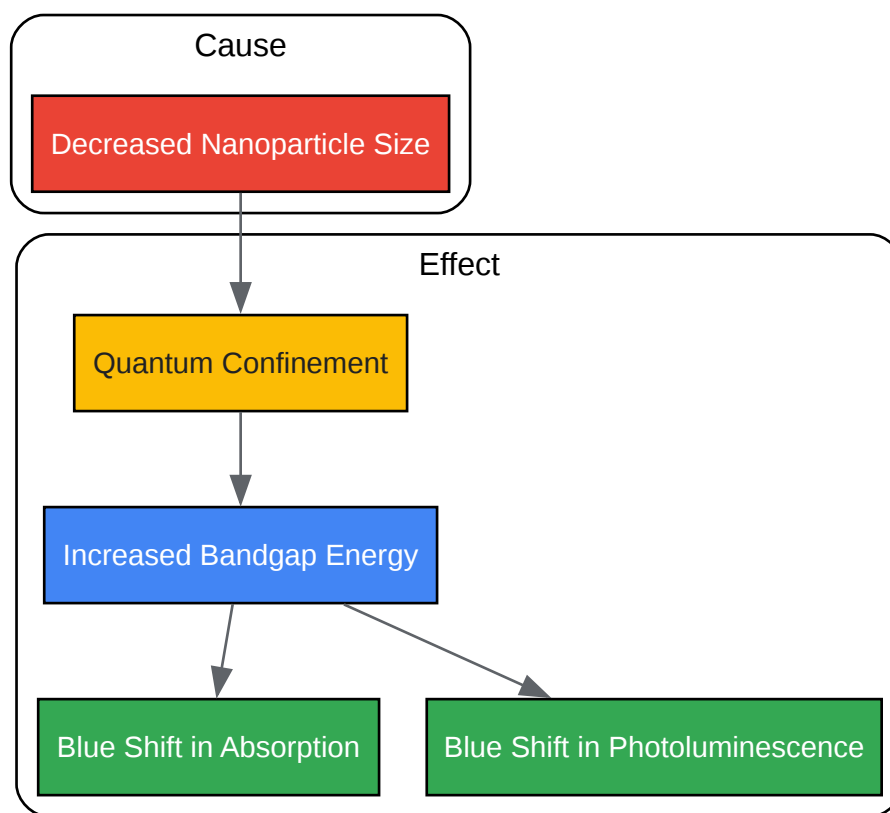 Cause
Decreased Nanoparticle Size
Effect
Quantum Confinement
Increased Bandgap Energy
Blue Shift in Absorption
Blue Shift in Photoluminescence